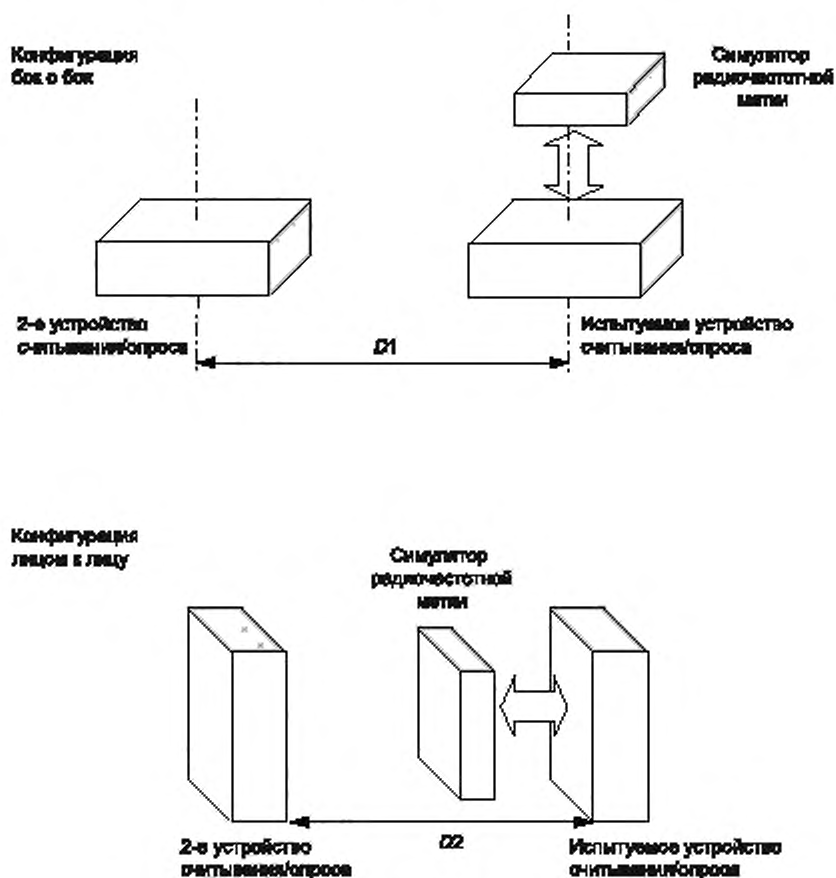 Конфигурация
бок о бок
Симулятор
радиочастотной
метки
2-е устройство
считывания/опроса
D1
Испытуемое устройство
считывания/опроса
Конфигурация
лицом к лицу
Симулятор
радиочастотной
метки
2-е устройство
считывания/опроса
D2
Испытуемое устройство
считывания/опроса